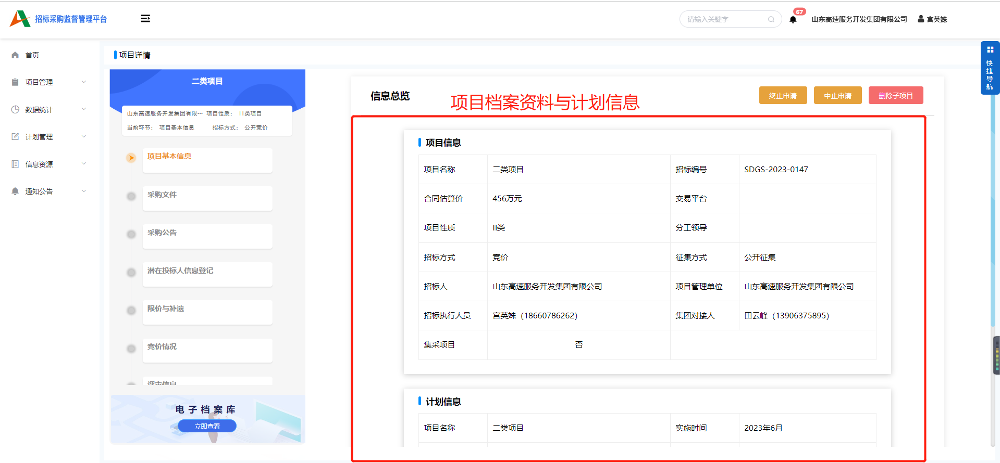 招标采购监督管理平台
请输入关键字
67
山东高速服务开发集团有限公司
宫英姝
首页
项目管理
数据统计
计划管理
信息资源
通知公告
项目详情
二类项目
山东高速服务开发集团有限… 项目性质： II类项目
当前环节： 项目基本信息 招标方式： 公开竞价
项目基本信息
采购文件
采购公告
潜在投标人信息登记
限价与补遗
竞价情况
评审信息
电子档案库
立即查看
信息总览
项目档案资料与计划信息
终止申请 中止申请 删除子项目
项目信息
项目名称 二类项目 招标编号 SDGS-2023-0147
合同估算价 456万元 交易平台
项目性质 II类 分工领导
招标方式 竞价 征集方式 公开征集
招标人 山东高速服务开发集团有限公司 项目管理单位 山东高速服务开发集团有限公司
招标执行人员 宫英姝（18660786262） 集团对接人 田云峰（13906375895）
集采项目 否
计划信息
项目名称 二类项目 实施时间 2023年6月
快捷导航